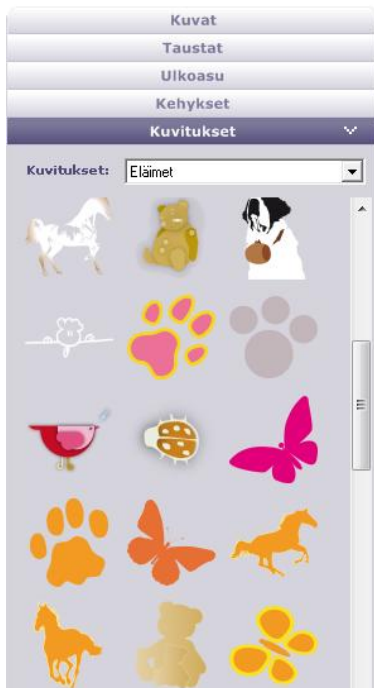 Kuvat
Taustat
Ulkoasu
Kehykset
Kuvitukset
Kuvitukset: Eläimet